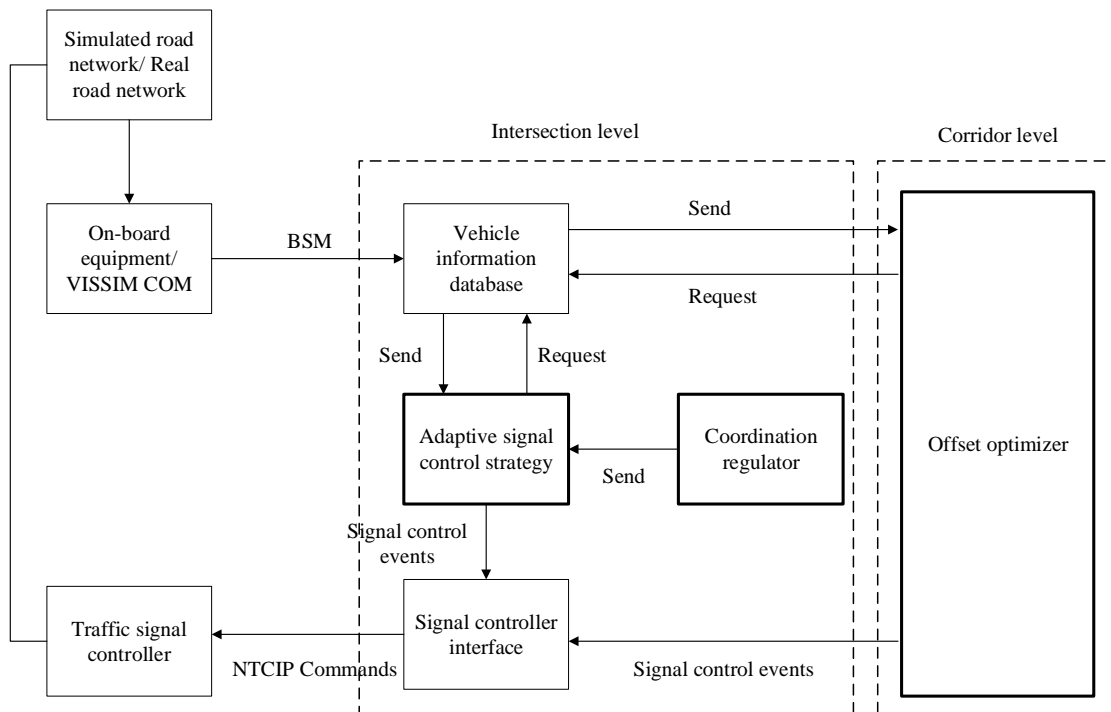 Simulated road
network/ Real
road network
Intersection level
Corridor level
On-board
equipment/
VISSIM COM
BSM
Vehicle
information
database
Send
Request
Send
Request
Adaptive signal
control strategy
Send
Coordination
regulator
Offset optimizer
Signal control
events
Traffic signal
controller
NTCIP Commands
Signal controller
interface
Signal control events